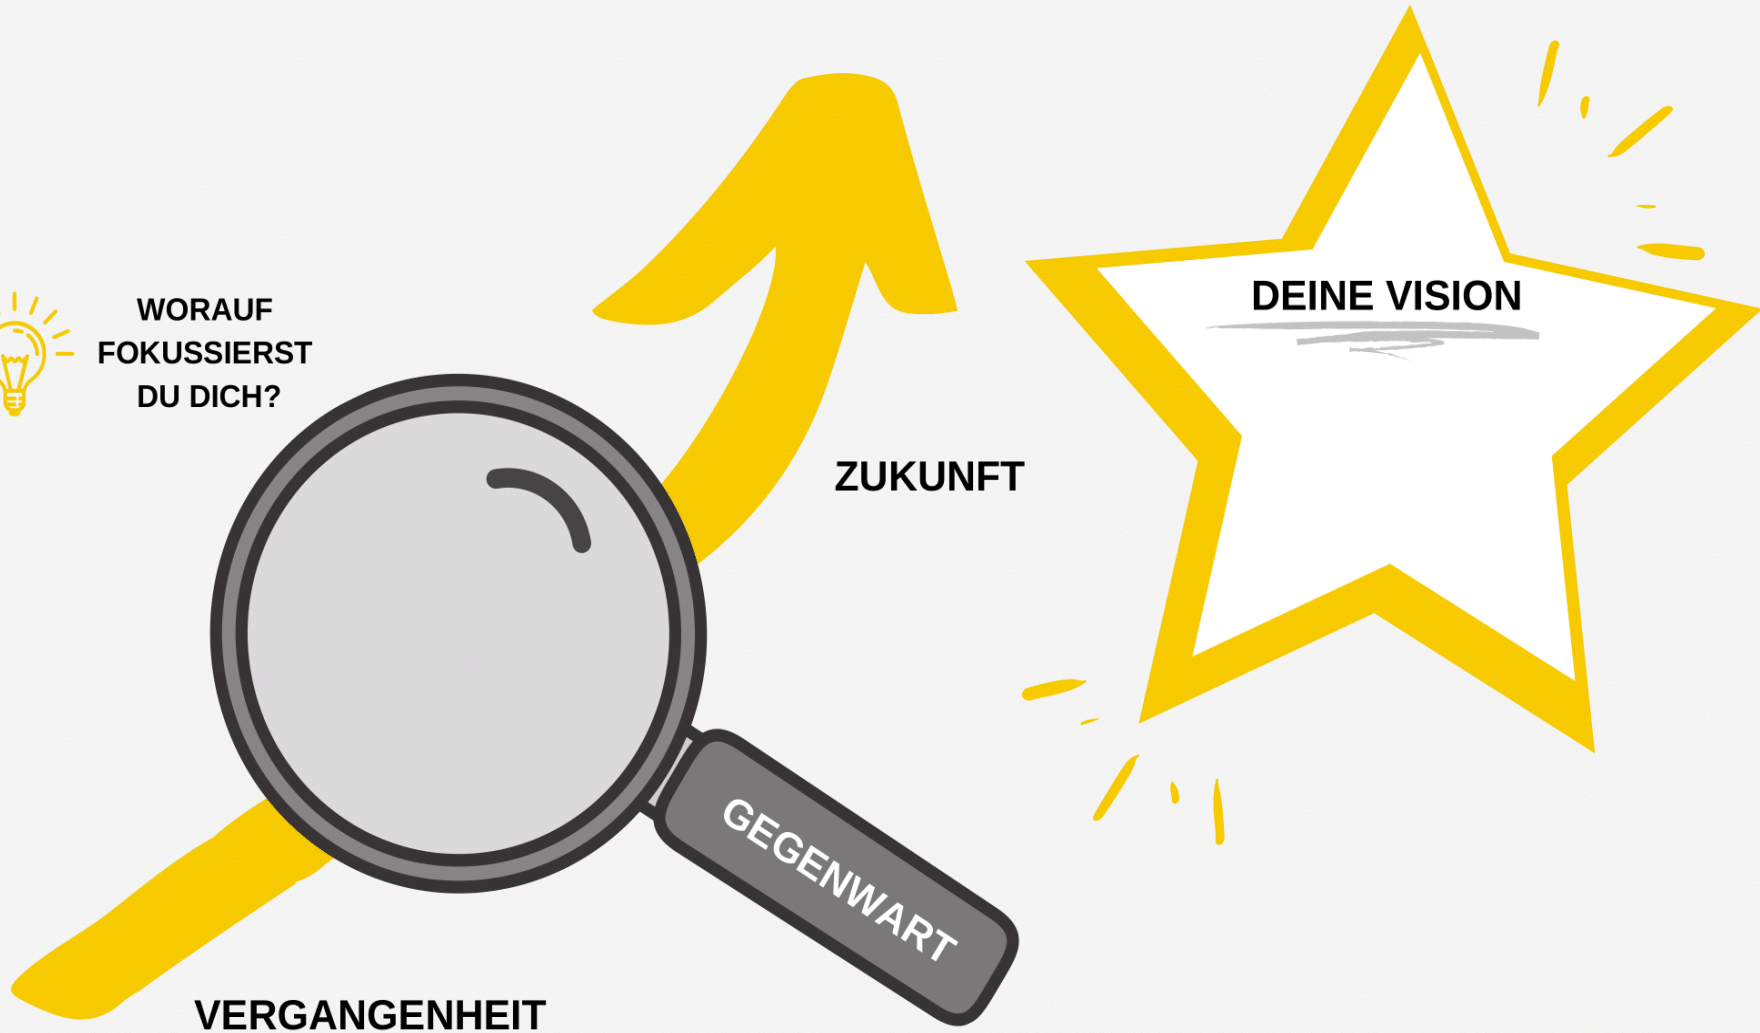 WORAUF
FOKUSSIERST
DU DICH?
DEINE VISION
ZUKUNFT
GEGENWART
VERGANGENHEIT